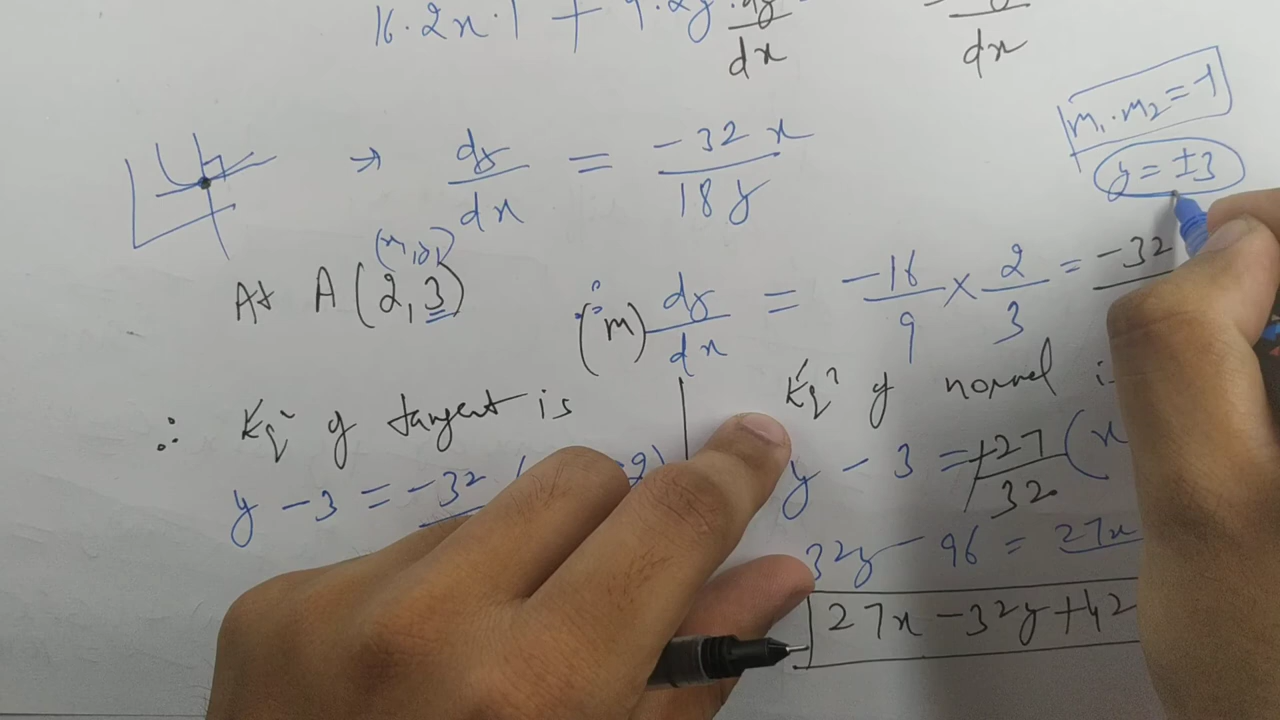 16·2x·1 + 9·2y·dy/dx
dx
m₁·m₂ = -1
→ dy/dx = -32x/18y
y = ±3
(x₁y₁)
At A(2,3) (m) dy/dx = -16/9 × 2/3 = -32
∴ Eqⁿ of tangent is
y - 3 = -32
Eqⁿ of normal is
y - 3 = +27/32 (x
32y - 96 = 27x
27x - 32y + 42